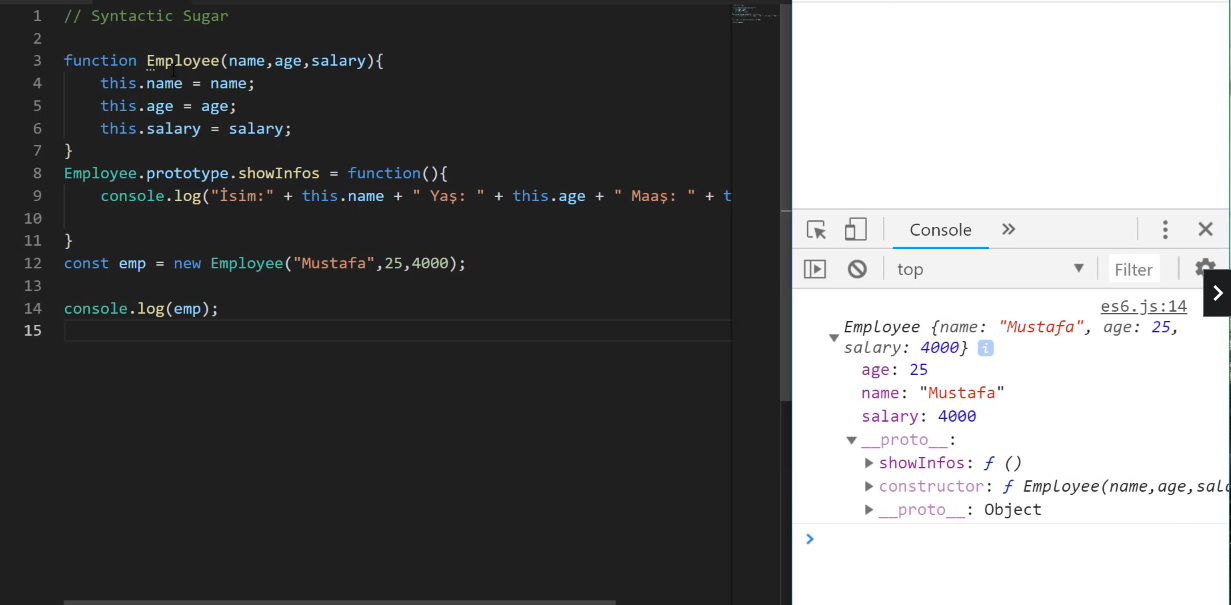 1 // Syntactic Sugar
2
3 function Employee(name,age,salary){
4 this.name = name;
5 this.age = age;
6 this.salary = salary;
7 }
8 Employee.prototype.showInfos = function(){
9 console.log("İsim:" + this.name + " Yaş: " + this.age + " Maaş: " + t
10
11 }
12 const emp = new Employee("Mustafa",25,4000);
13
14 console.log(emp);
15
Console
top
Filter
es6.js:14
Employee {name: "Mustafa", age: 25,
salary: 4000} i
age: 25
name: "Mustafa"
salary: 4000
__proto__:
showInfos: ƒ ()
constructor: ƒ Employee(name,age,sala
__proto__: Object